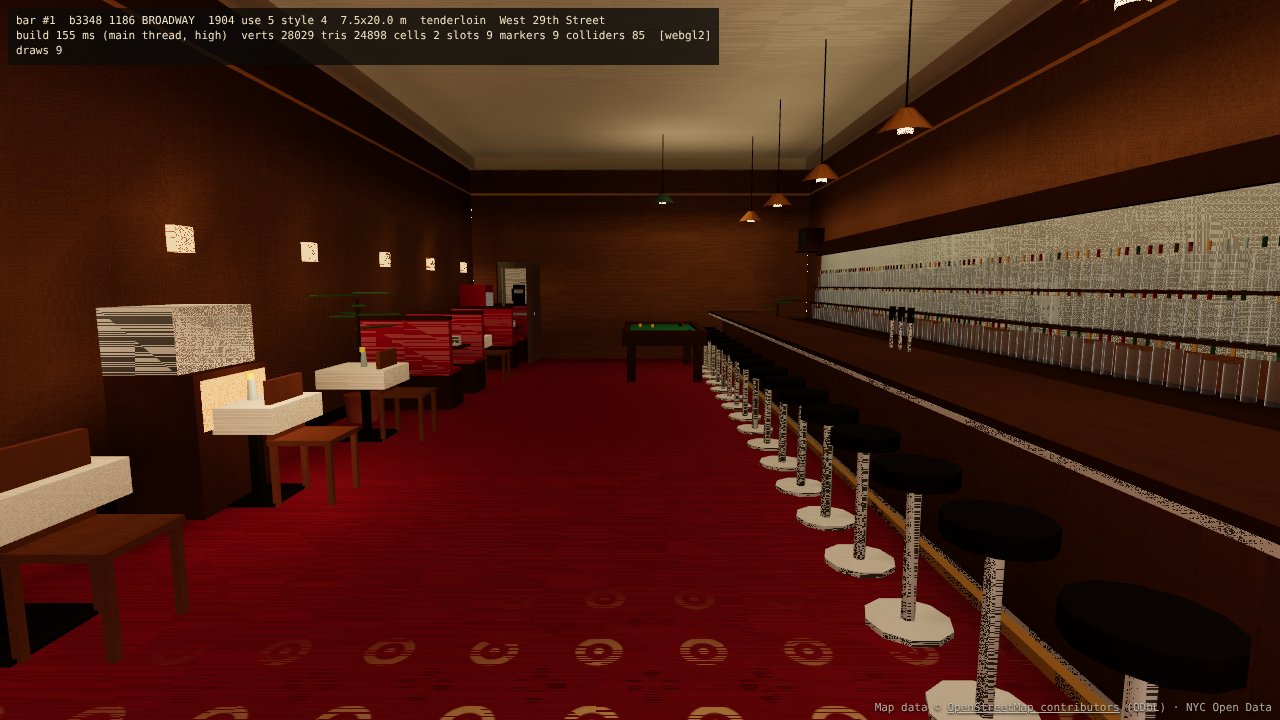 bar #1  b3348 1186 BROADWAY  1904 use 5 style 4  7.5x20.0 m  tenderloin  West 29th Street
build 155 ms (main thread, high)  verts 28029 tris 24898 cells 2 slots 9 markers 9 colliders 85  [webgl2]
draws 9
Map data © OpenStreetMap contributors (ODbL) · NYC Open Data